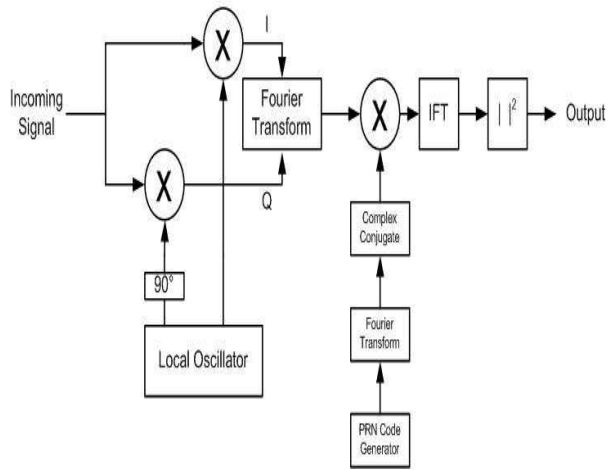 I
X
Incoming
Signal
Fourier
Transform
X
IFT
| |²
Output
X
Q
90°
Complex
Conjugate
Local Oscillator
Fourier
Transform
PRN Code
Generator